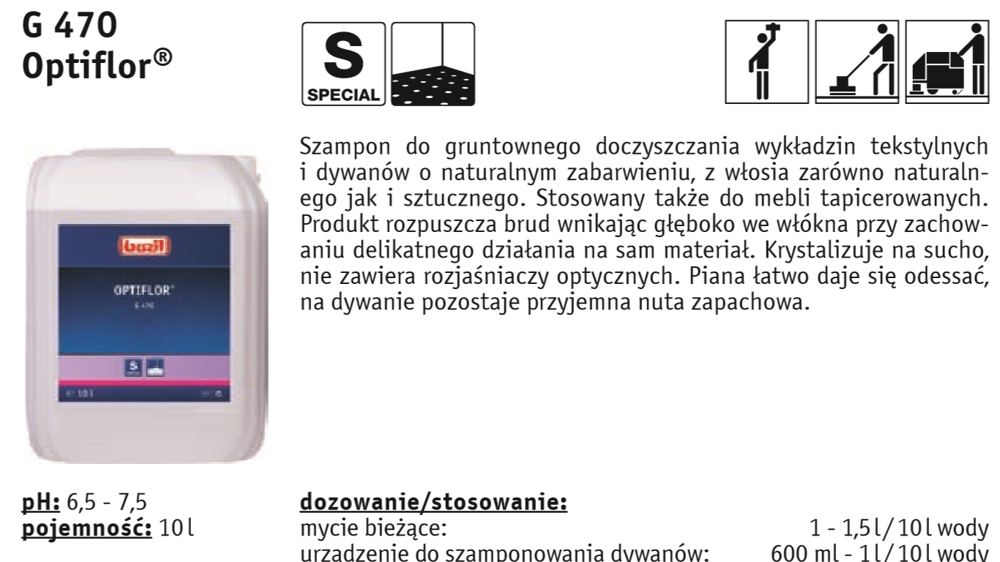 G 470
Optiflor®
S
SPECIAL
Szampon do gruntownego doczyszczania wykładzin tekstylnych
i dywanów o naturalnym zabarwieniu, z włosia zarówno naturaln-
ego jak i sztucznego. Stosowany także do mebli tapicerowanych.
Produkt rozpuszcza brud wnikając głęboko we włókna przy zachow-
aniu delikatnego działania na sam materiał. Krystalizuje na sucho,
nie zawiera rozjaśniaczy optycznych. Piana łatwo daje się odessać,
na dywanie pozostaje przyjemna nuta zapachowa.
buzil
OPTIFLOR®
G 470
S
10 l
pH: 6,5 - 7,5
pojemność: 10 l
dozowanie/stosowanie:
mycie bieżące: 1 - 1,5 l / 10 l wody
urządzenie do szamponowania dywanów: 600 ml - 1 l / 10 l wody